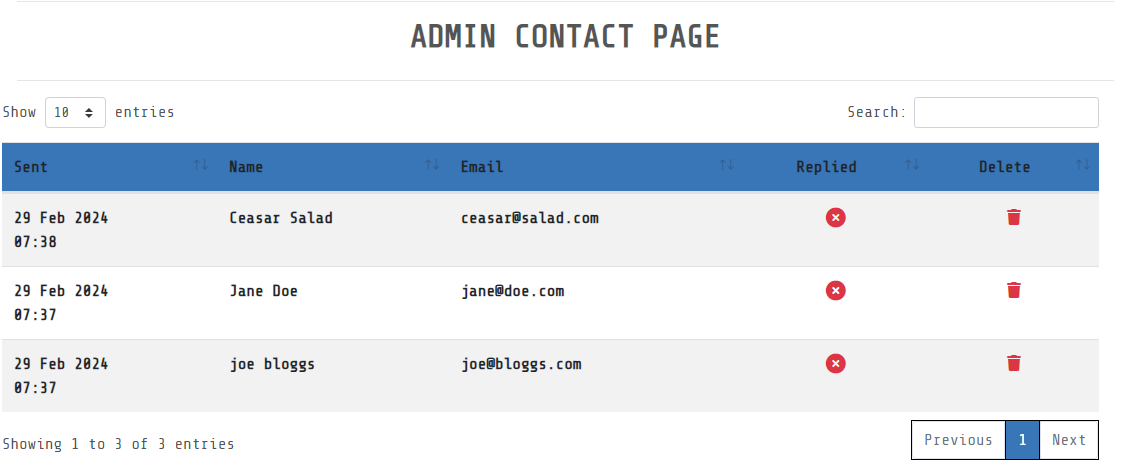 ADMIN CONTACT PAGE
Show 10 entries Search:
Sent Name Email Replied Delete
29 Feb 2024 Ceasar Salad ceasar@salad.com
07:38
29 Feb 2024 Jane Doe jane@doe.com
07:37
29 Feb 2024 joe bloggs joe@bloggs.com
07:37
Showing 1 to 3 of 3 entries Previous 1 Next